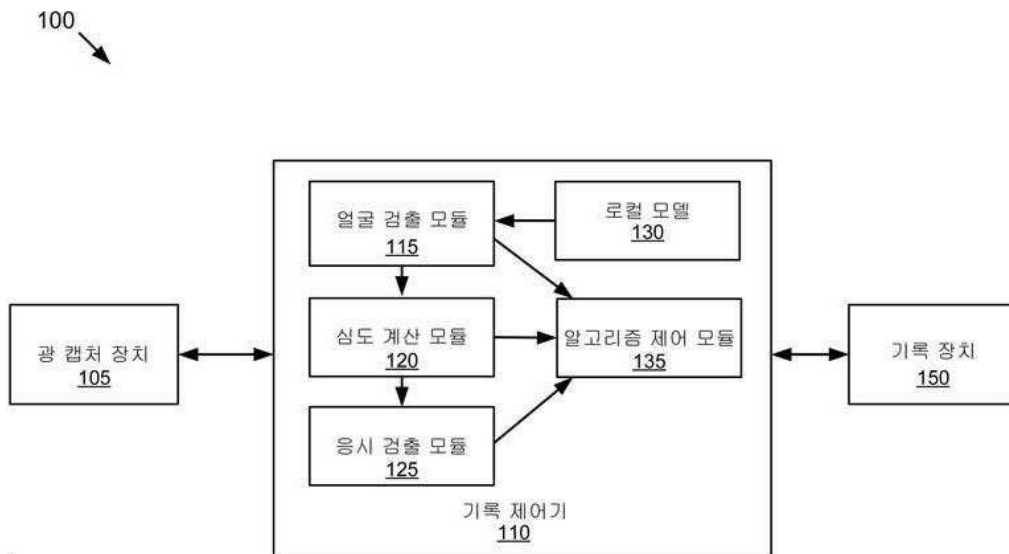 100
얼굴 검출 모듈
115
로컬 모델
130
광 캡처 장치
105
심도 계산 모듈
120
알고리즘 제어 모듈
135
기록 장치
150
응시 검출 모듈
125
기록 제어기
110